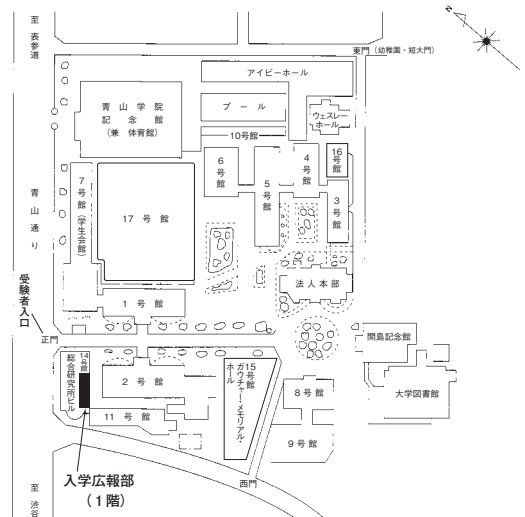 至 表参道
N
東門（幼稚園・短大門）
アイビーホール
青山学院
記念館
（兼 体育館）
プール
ウェスレー
ホール
10号館
6号館
5号館
4号館
16号館
3号館
7号館（学生会館）
17 号 館
青山通り
法人本部
受験者入口
1 号 館
正門
間島記念館
14号館
総合研究所ビル
2 号 館
15号館
ガウチャー・メモリアル・
ホール
8号館
大学図書館
11 号 館
9号館
入学広報部
（1階）
西門
至 渋谷